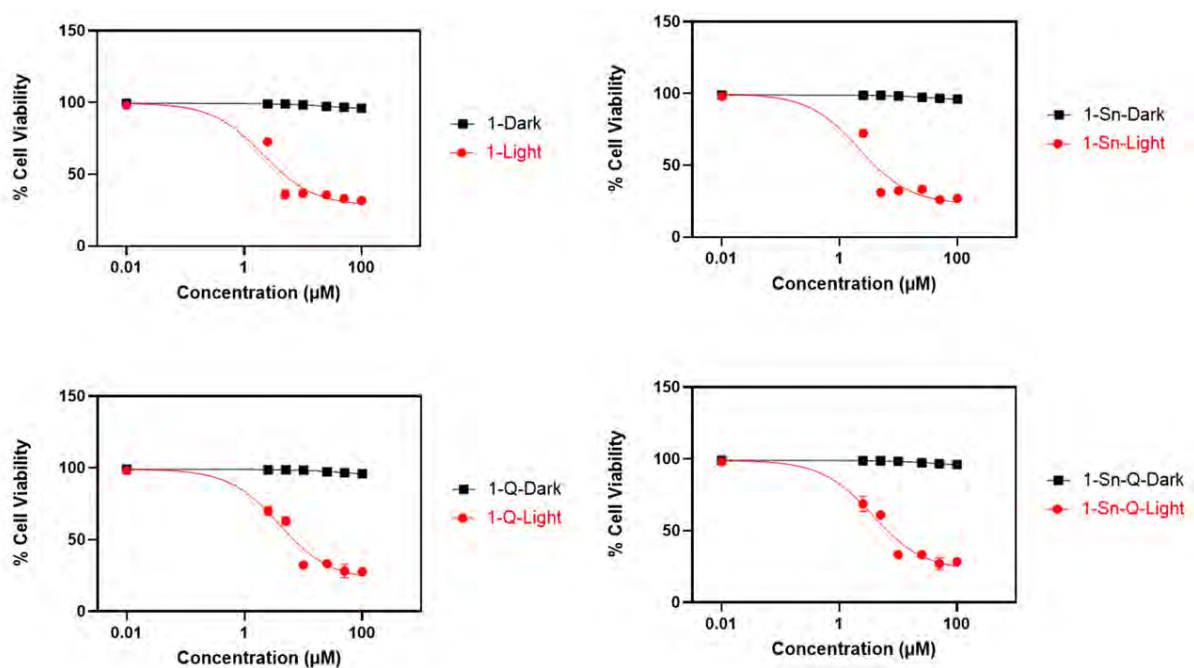 150
100
50
0
% Cell Viability
0.01 1 100
Concentration (µM)
1-Dark
1-Light
150
100
50
0
% Cell Viability
0.01 1 100
Concentration (µM)
1-Sn-Dark
1-Sn-Light
150
100
50
0
% Cell Viability
0.01 1 100
Concentration (µM)
1-Q-Dark
1-Q-Light
150
100
50
0
% Cell Viability
0.01 1 100
Concentration (µM)
1-Sn-Q-Dark
1-Sn-Q-Light